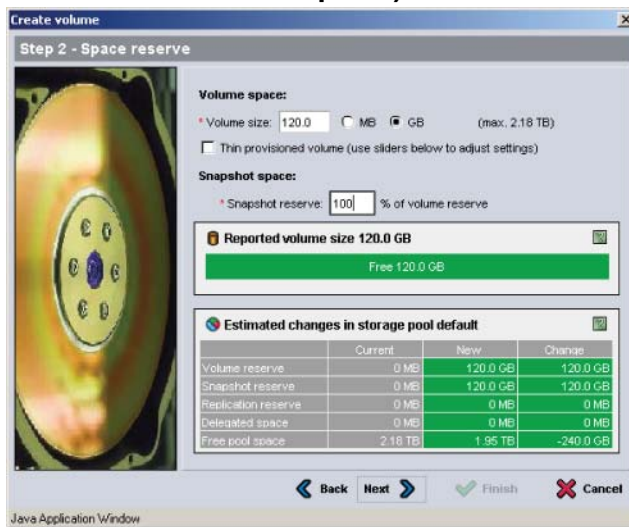 Create volume
Step 2 - Space reserve
Volume space:
* Volume size: 120.0 MB GB (max. 2.18 TB)
Thin provisioned volume (use sliders below to adjust settings)
Snapshot space:
* Snapshot reserve: 100 % of volume reserve
Reported volume size 120.0 GB
Free 120.0 GB
Estimated changes in storage pool default
Current New Change
Volume reserve 0 MB 120.0 GB 120.0 GB
Snapshot reserve 0 MB 120.0 GB 120.0 GB
Replication reserve 0 MB 0 MB 0 MB
Delegated space 0 MB 0 MB 0 MB
Free pool space 2.18 TB 1.95 TB -240.0 GB
Back Next Finish Cancel
Java Application Window